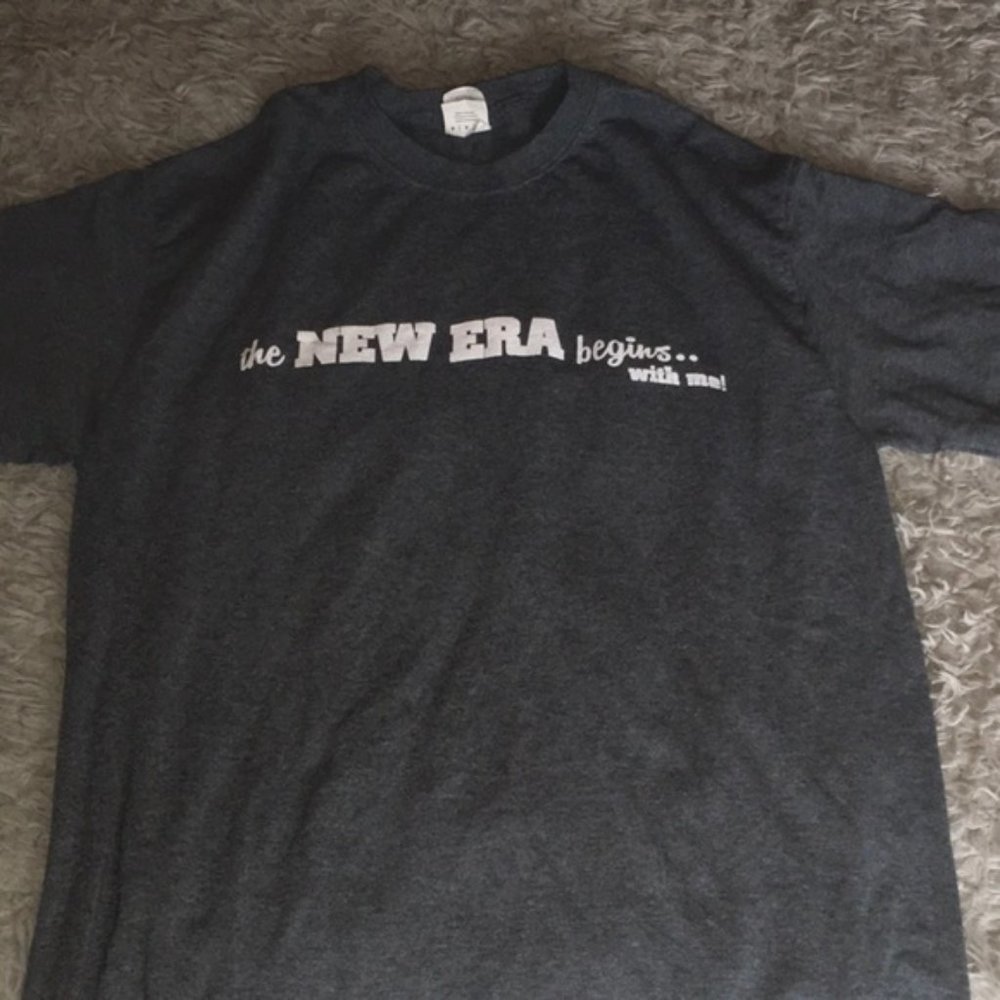 the NEW ERA begins..
with me!